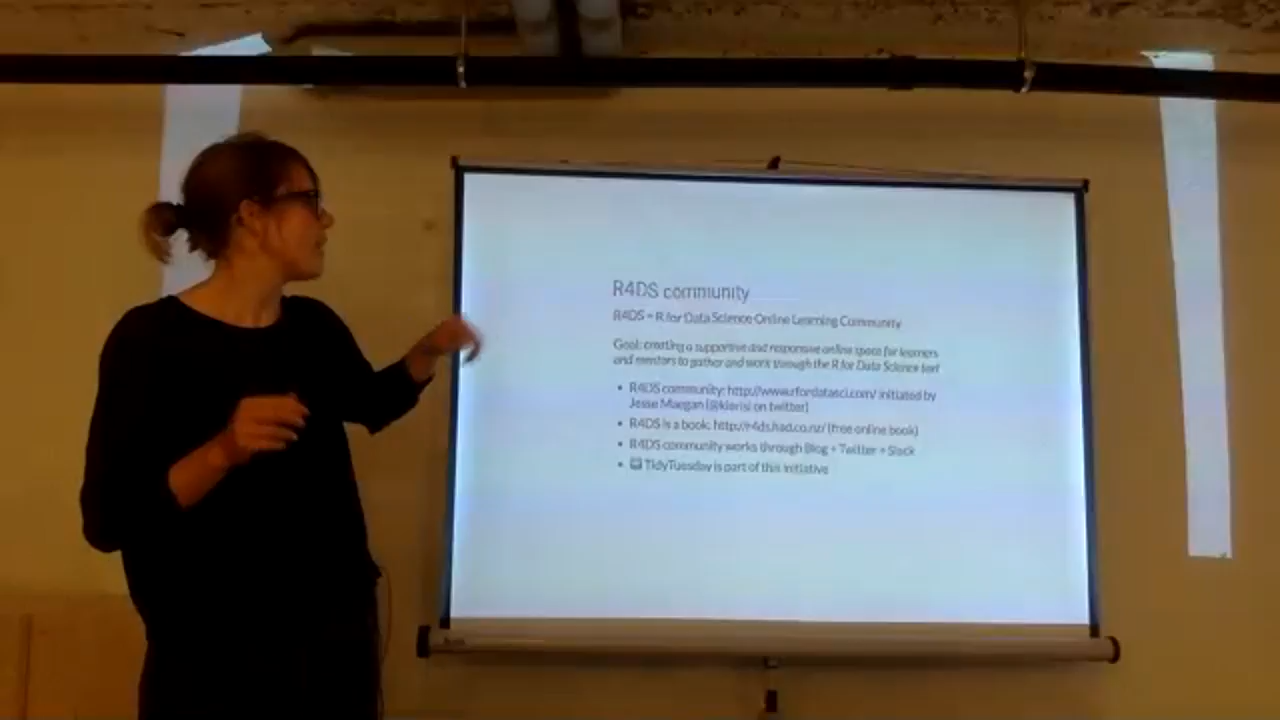 R4DS community
R4DS = R for Data Science Online Learning Community
Goal: creating a supportive and responsive online space for learners
and mentors to gather and work through the R for Data Science text
• R4DS community: http://www.rfordatasci.com/ initiated by
Jesse Maegan (@kierisi on twitter)
• R4DS is a book: http://r4ds.had.co.nz/ (free online book)
• R4DS community works through Blog + Twitter + Slack
• TidyTuesday is part of this initiative